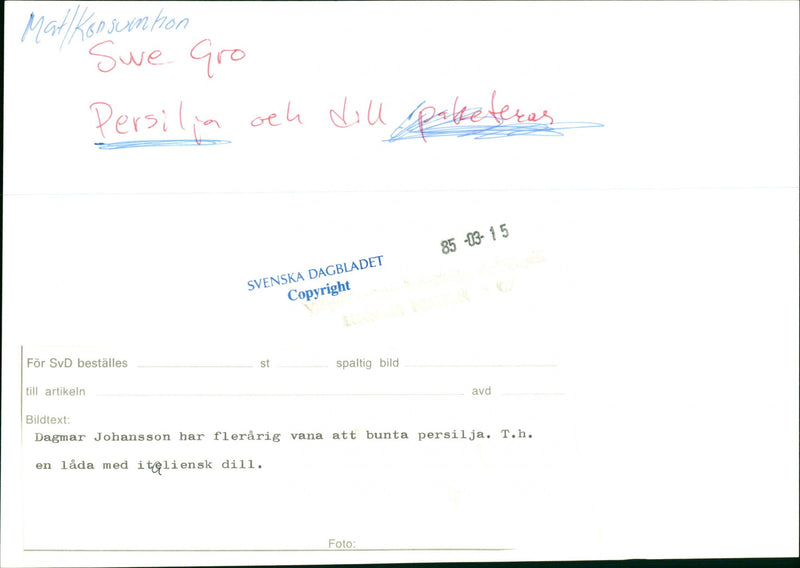 Mat/Konsumtion
Swe-Gro
Persilja och dill paketeras
85-03-15
SVENSKA DAGBLADET
Copyright
För SvD beställes st spaltig bild
till artikeln avd
Bildtext:
Dagmar Johansson har flerårig vana att bunta persilja. T.h.
en låda med italiensk dill.
Foto: